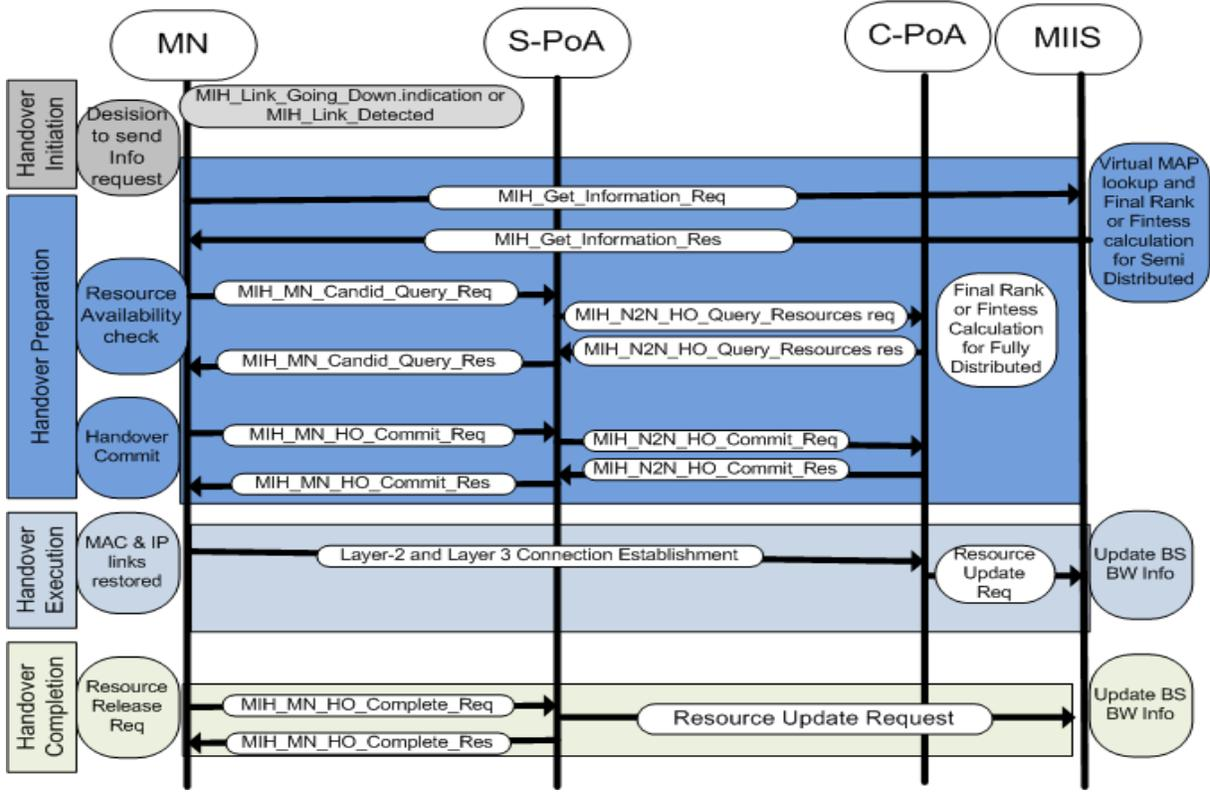 MN
S-PoA
C-PoA
MIIS
Handover
Initiation
Desision
to send
Info
request
MIH_Link_Going_Down.indication or
MIH_Link_Detected
Virtual MAP
lookup and
Final Rank
or Fintess
calculation
for Semi
Distributed
MIH_Get_Information_Req
MIH_Get_Information_Res
Handover Preparation
Resource
Availability
check
MIH_MN_Candid_Query_Req
MIH_N2N_HO_Query_Resources req
MIH_N2N_HO_Query_Resources res
MIH_MN_Candid_Query_Res
Final Rank
or Fintess
Calculation
for Fully
Distributed
Handover
Commit
MIH_MN_HO_Commit_Req
MIH_N2N_HO_Commit_Req
MIH_N2N_HO_Commit_Res
MIH_MN_HO_Commit_Res
Handover
Execution
MAC & IP
links
restored
Layer-2 and Layer 3 Connection Establishment
Resource
Update
Req
Update BS
BW Info
Handover
Completion
Resource
Release
Req
MIH_MN_HO_Complete_Req
MIH_MN_HO_Complete_Res
Resource Update Request
Update BS
BW Info